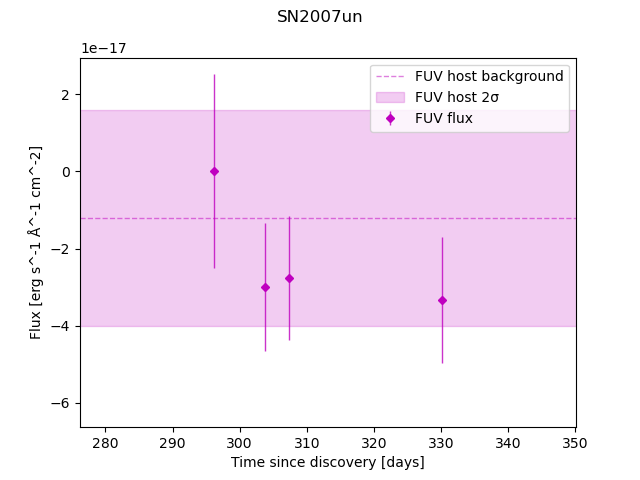 SN2007un
1e−17
FUV host background
FUV host 2σ
FUV flux
2
0
−2
−4
−6
Flux [erg s^-1 Å^-1 cm^-2]
280 290 300 310 320 330 340 350
Time since discovery [days]